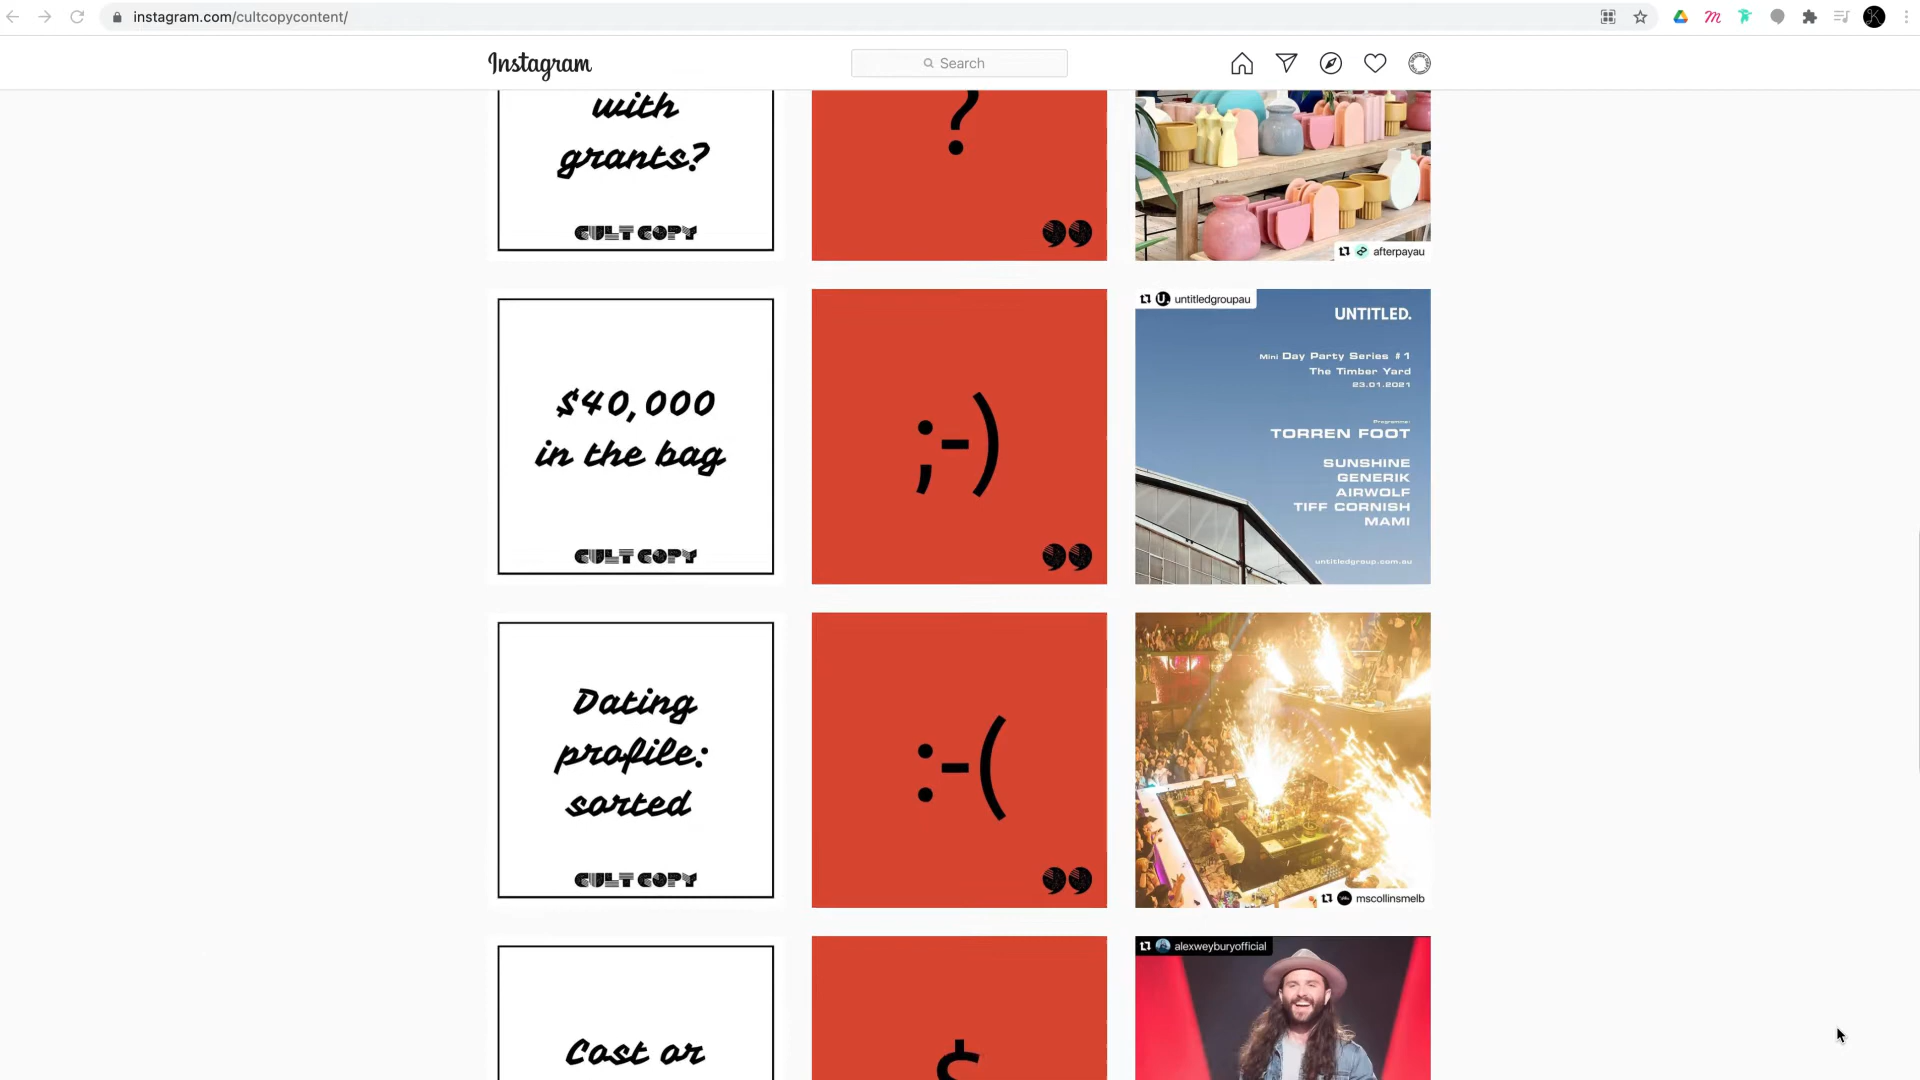 instagram.com/cultcopycontent/
Instagram
Search
with
grants?
CULT COPY
?
afterpayau
$40,000
in the bag
CULT COPY
;-)
untitledgroupau
UNTITLED.
Mini Day Party Series #1
The Timber Yard
23.01.2021
Programme:
TORREN FOOT
SUNSHINE
GENERIK
AIRWOLF
TIFF CORNISH
MAMI
untitledgroup.com.au
Dating
profile:
sorted
CULT COPY
:-(
mscollinsmelb
Cost or
$
alexweyburyofficial